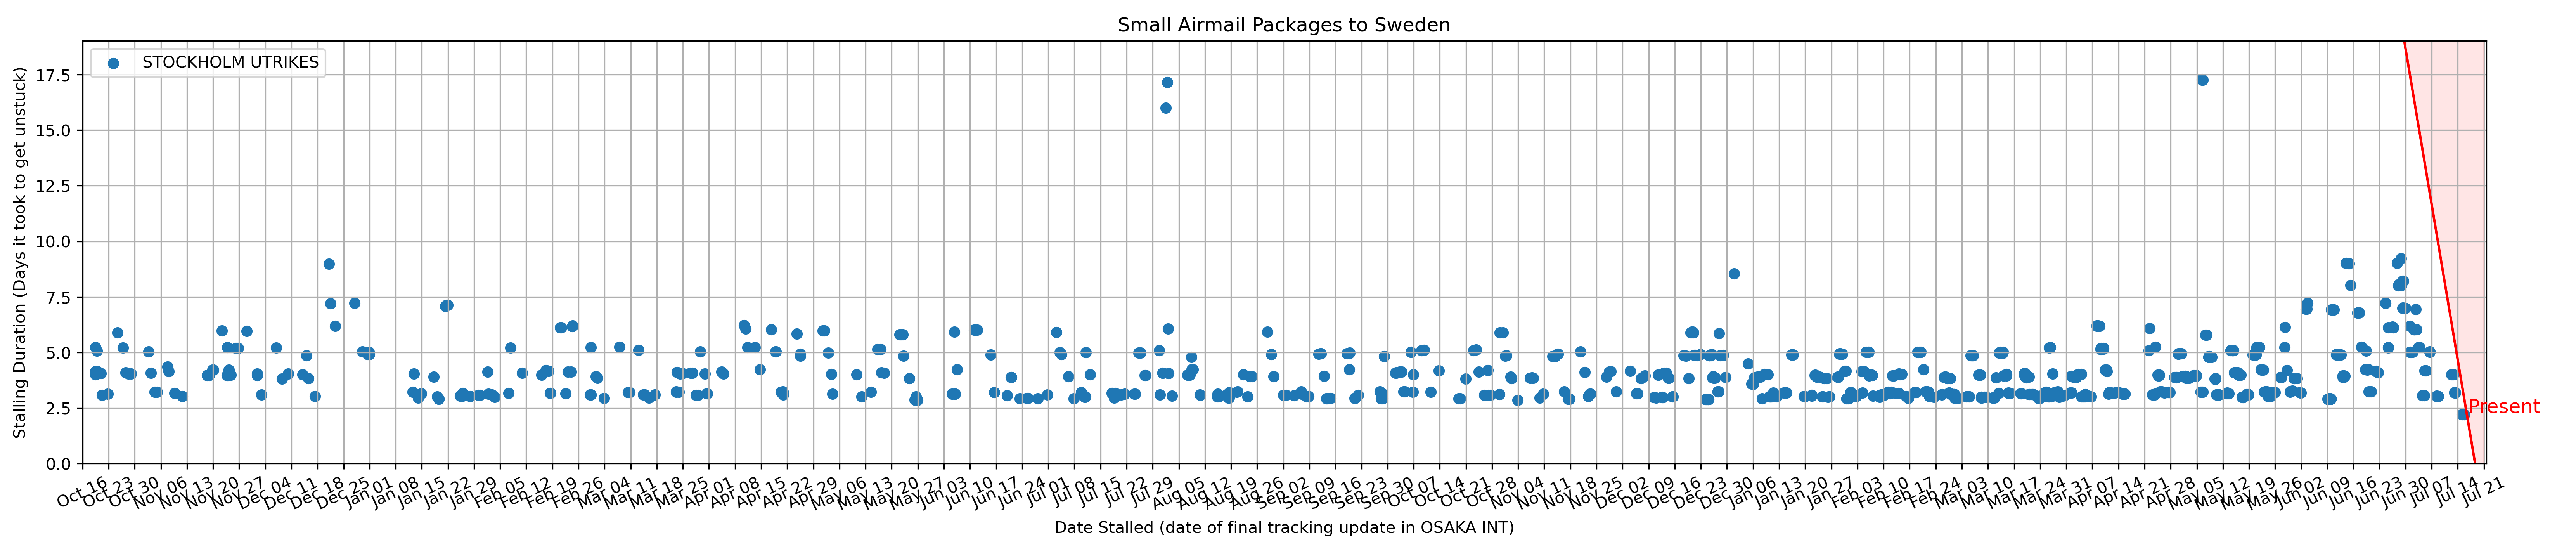 Small Airmail Packages to Sweden
STOCKHOLM UTRIKES
Stalling Duration (Days it took to get unstuck)
17.5
15.0
12.5
10.0
7.5
5.0
2.5
0.0
Present
Oct 16 Oct 23 Oct 30 Nov 06 Nov 13 Nov 20 Nov 27 Dec 04 Dec 11 Dec 18 Dec 25 Jan 01 Jan 08 Jan 15 Jan 22 Jan 29 Feb 05 Feb 12 Feb 19 Feb 26 Mar 04 Mar 11 Mar 18 Mar 25 Apr 01 Apr 08 Apr 15 Apr 22 Apr 29 May 06 May 13 May 20 May 27 Jun 03 Jun 10 Jun 17 Jun 24 Jul 01 Jul 08 Jul 15 Jul 22 Jul 29 Aug 05 Aug 12 Aug 19 Aug 26 Sep 02 Sep 09 Sep 16 Sep 23 Sep 30 Oct 07 Oct 14 Oct 21 Oct 28 Nov 04 Nov 11 Nov 18 Nov 25 Dec 02 Dec 09 Dec 16 Dec 23 Dec 30 Jan 06 Jan 13 Jan 20 Jan 27 Feb 03 Feb 10 Feb 17 Feb 24 Mar 03 Mar 10 Mar 17 Mar 24 Mar 31 Apr 07 Apr 14 Apr 21 Apr 28 May 05 May 12 May 19 May 26 Jun 02 Jun 09 Jun 16 Jun 23 Jun 30 Jul 07 Jul 14 Jul 21
Date Stalled (date of final tracking update in OSAKA INT)